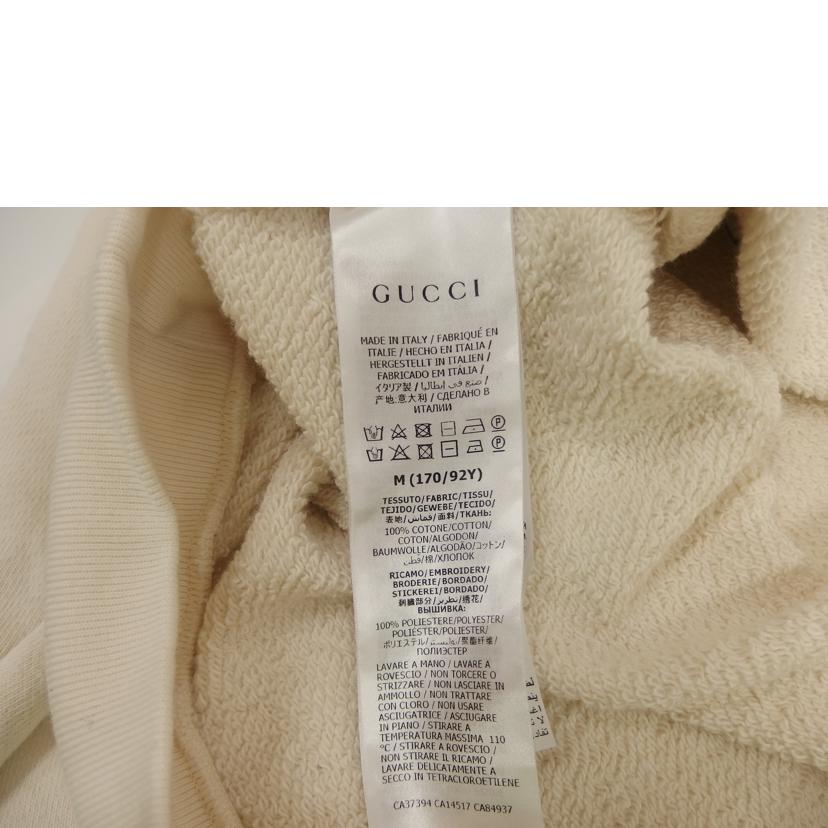 GUCCI
MADE IN ITALY / FABRIQUÉ EN
ITALIE / HECHO EN ITALIA /
HERGESTELLT IN ITALIEN /
FABRICADO EM ITÁLIA /
イタリア製 / صنع في إيطاليا /
产地:意大利 / СДЕЛАНО В
ИТАЛИИ
P
P
M (170/92Y)
TESSUTO/FABRIC/TISSU/
TEJIDO/GEWEBE/TECIDO/
表地/قماش/面料/ТКАНЬ:
100% COTONE/COTTON/
COTON/ALGODON/
BAUMWOLLE/ALGODÃO/コットン/
قطن/棉/ХЛОПОК
RICAMO/EMBROIDERY/
BRODERIE/BORDADO/
STICKEREI/BORDADO/
刺繍部分/تطريز/绣花/
ВЫШИВКА:
100% POLIESTERE/POLYESTER/
POLIÉSTER/POLIESTER/
ポリエステル/بوليستر/聚酯纤维/
ПОЛИЭСТЕР
LAVARE A MANO / LAVARE A
ROVESCIO / NON TORCERE O
STRIZZARE / NON LASCIARE IN
AMMOLLO / NON TRATTARE
CON CLORO / NON USARE
ASCIUGATRICE / ASCIUGARE
IN PIANO / STIRARE A
TEMPERATURA MASSIMA 110
°C / STIRARE A ROVESCIO /
NON STIRARE IL RICAMO /
LAVARE DELICATAMENTE A
SECCO IN TETRACLOROETILENE
CA37394 CA14517 CA84937